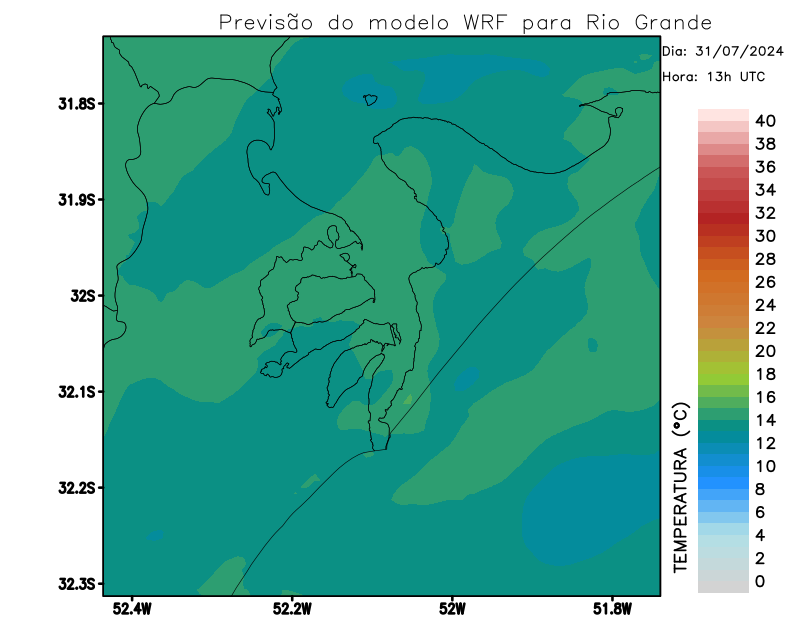 Previsão do modelo WRF para Rio Grande
Dia: 31/07/2024
Hora: 13h UTC
31.8S
31.9S
32S
32.1S
32.2S
32.3S
52.4W
52.2W
52W
51.8W
TEMPERATURA (°C)
40
38
36
34
32
30
28
26
24
22
20
18
16
14
12
10
8
6
4
2
0